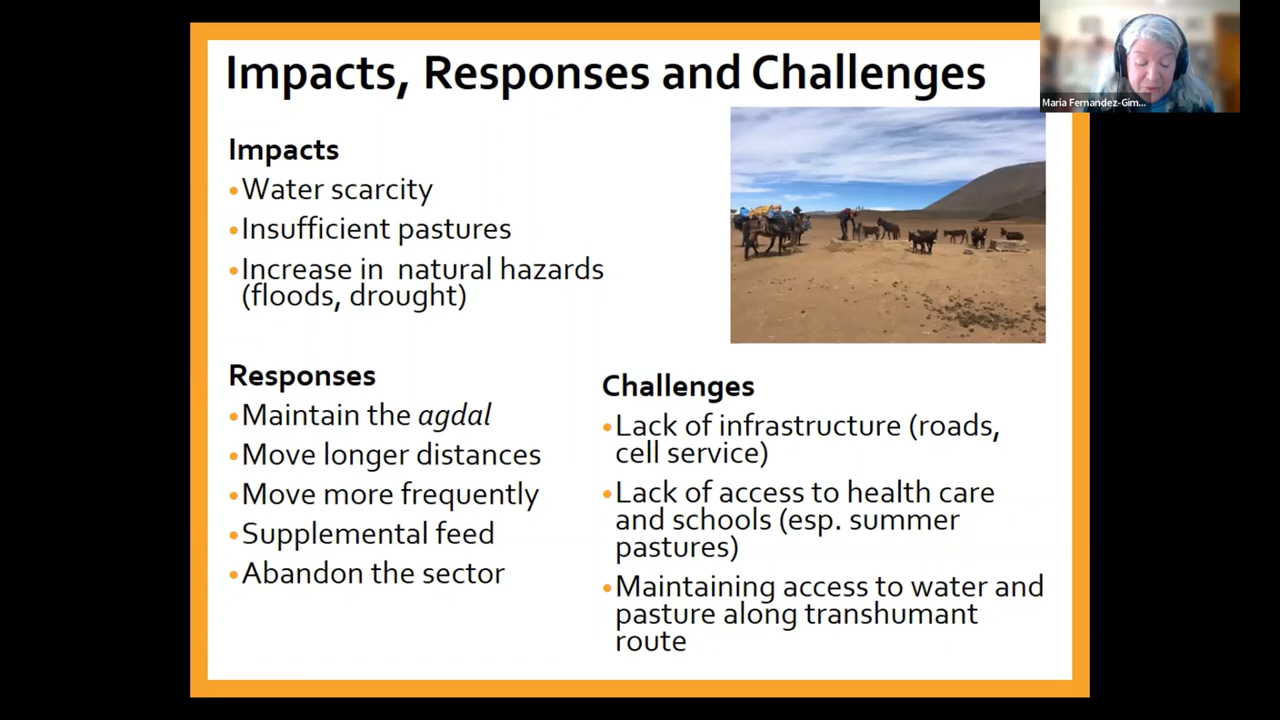 Impacts, Responses and Challenges
Impacts
•Water scarcity
•Insufficient pastures
•Increase in natural hazards
(floods, drought)
Responses
•Maintain the agdal
•Move longer distances
•Move more frequently
•Supplemental feed
•Abandon the sector
Challenges
•Lack of infrastructure (roads,
cell service)
•Lack of access to health care
and schools (esp. summer
pastures)
•Maintaining access to water and
pasture along transhumant
route
Maria Fernandez-Gim...